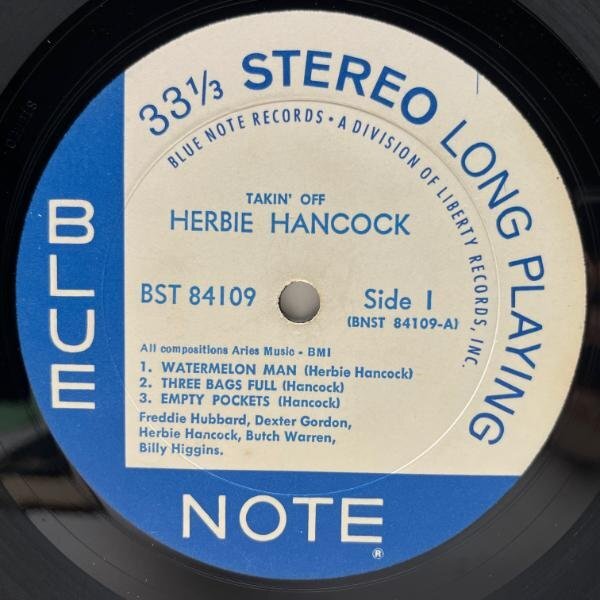 33⅓ STEREO LONG PLAYING
BLUE NOTE RECORDS • A DIVISION OF LIBERTY RECORDS, INC.
TAKIN' OFF
HERBIE HANCOCK
BST 84109
Side 1
(BNST 84109-A)
All compositions Aries Music - BMI
1. WATERMELON MAN (Herbie Hancock)
2. THREE BAGS FULL (Hancock)
3. EMPTY POCKETS (Hancock)
Freddie Hubbard, Dexter Gordon,
Herbie Hancock, Butch Warren,
Billy Higgins.
BLUE
NOTE®